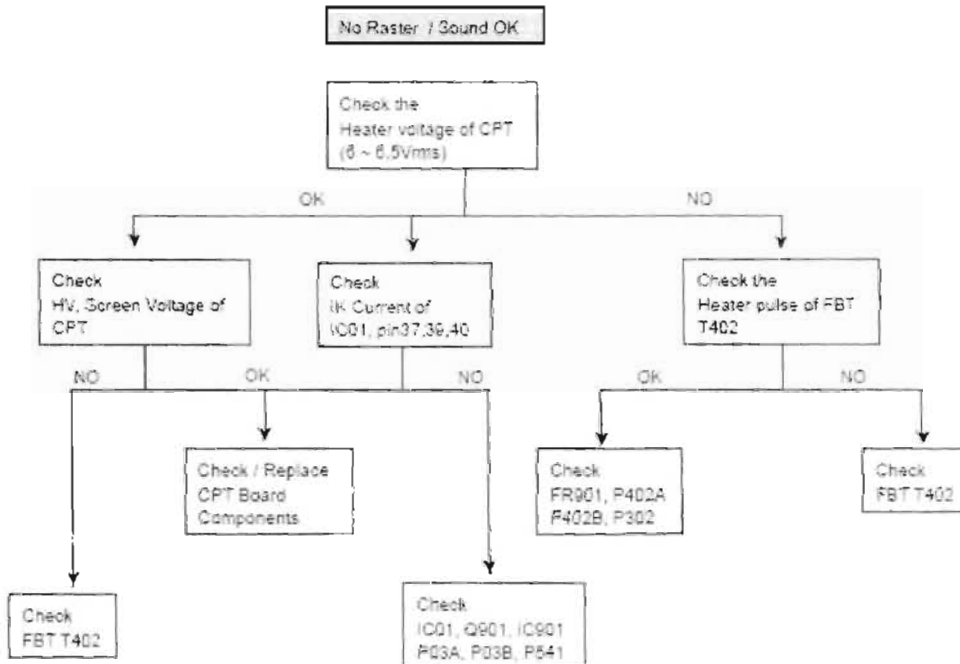 No Raster / Sound OK
Check the
Heater voltage of CPT
(6 ~ 6.5Vrms)
OK
NO
Check
HV, Screen Voltage of
CPT
Check
IK Current of
IC01, pin37,39,40
Check the
Heater pulse of FBT
T402
NO
OK
NO
OK
NO
Check / Replace
CPT Board
Components
Check
FR901, P402A
P402B, P302
Check
FBT T402
Check
FBT T402
Check
IC01, Q901, IC901
P03A, P03B, P541